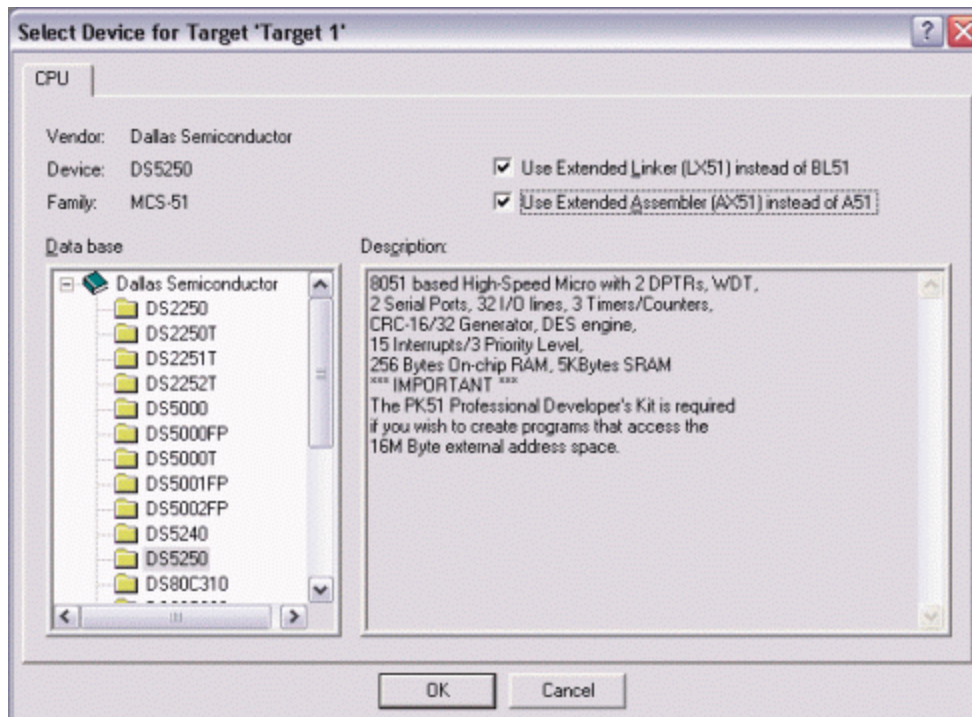 Select Device for Target 'Target 1'
CPU
Vendor: Dallas Semiconductor
Device: DS5250
Family: MCS-51
Use Extended Linker (LX51) instead of BL51
Use Extended Assembler (AX51) instead of A51
Data base
Dallas Semiconductor
DS2250
DS2250T
DS2251T
DS2252T
DS5000
DS5000FP
DS5000T
DS5001FP
DS5002FP
DS5240
DS5250
DS80C310
Description:
8051 based High-Speed Micro with 2 DPTRs, WDT,
2 Serial Ports, 32 I/O lines, 3 Timers/Counters,
CRC-16/32 Generator, DES engine,
15 Interrupts/3 Priority Level,
256 Bytes On-chip RAM, 5KBytes SRAM
*** IMPORTANT ***
The PK51 Professional Developer's Kit is required
if you wish to create programs that access the
16M Byte external address space.
OK
Cancel